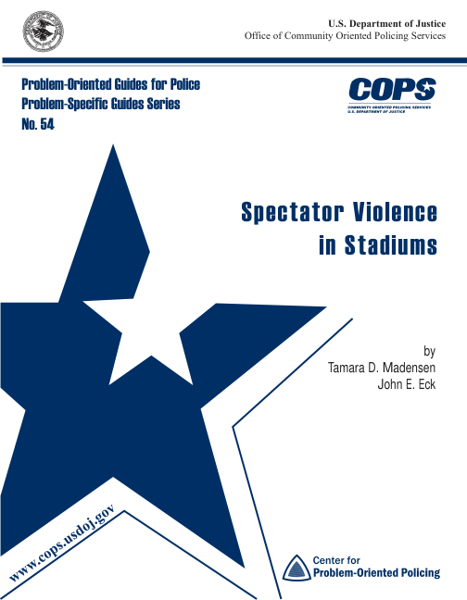 U.S. Department of Justice
Office of Community Oriented Policing Services
Problem-Oriented Guides for Police
Problem-Specific Guides Series
No. 54
COPS
COMMUNITY ORIENTED POLICING SERVICES
U.S. DEPARTMENT OF JUSTICE
Spectator Violence
in Stadiums
by
Tamara D. Madensen
John E. Eck
www.cops.usdoj.gov
Center for
Problem-Oriented Policing